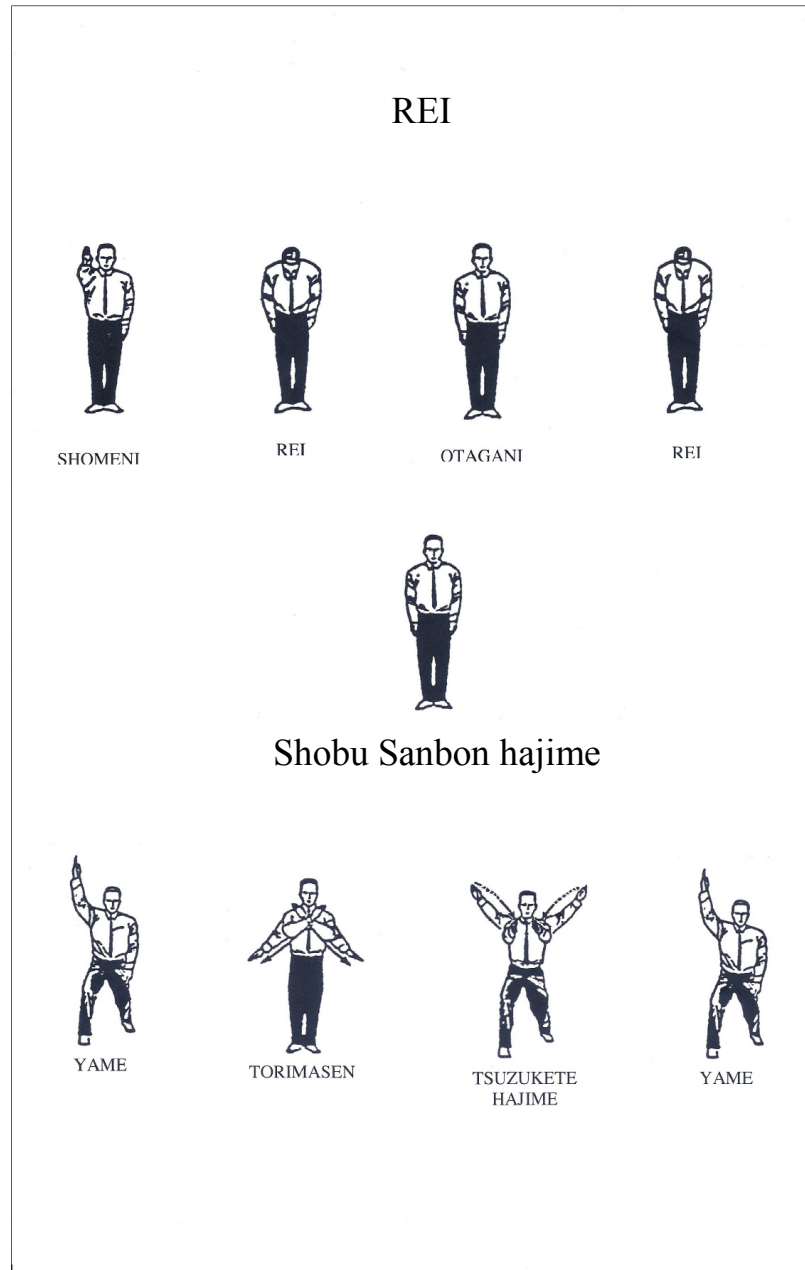 REI
SHOMENI REI OTAGANI REI
Shobu Sanbon hajime
YAME TORIMASEN TSUZUKETE YAME
HAJIME